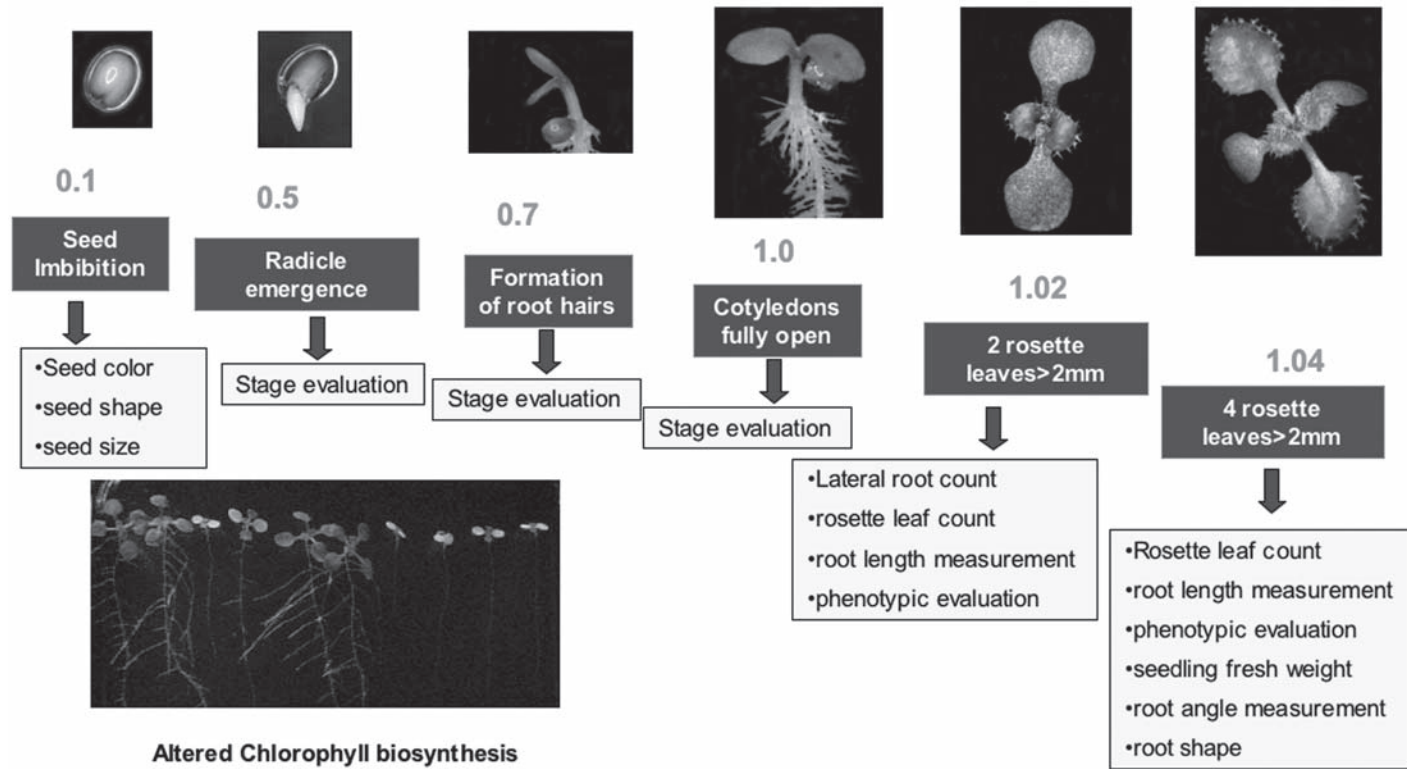 0.1
Seed
Imbibition
•Seed color
•seed shape
•seed size
0.5
Radicle
emergence
Stage evaluation
0.7
Formation
of root hairs
Stage evaluation
1.0
Cotyledons
fully open
Stage evaluation
1.02
2 rosette
leaves>2mm
•Lateral root count
•rosette leaf count
•root length measurement
•phenotypic evaluation
1.04
4 rosette
leaves>2mm
•Rosette leaf count
•root length measurement
•phenotypic evaluation
•seedling fresh weight
•root angle measurement
•root shape
Altered Chlorophyll biosynthesis